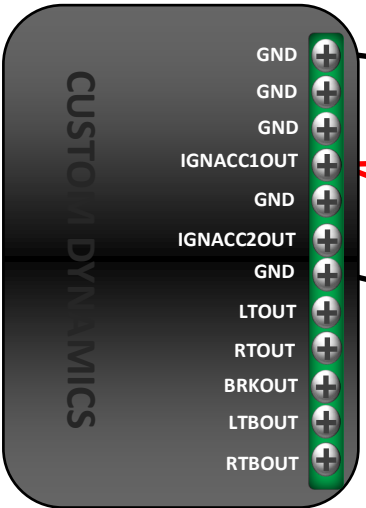 CUSTOM DYNAMICS
GND
GND
GND
IGNACC1OUT
GND
IGNACC2OUT
GND
LTOUT
RTOUT
BRKOUT
LTBOUT
RTBOUT